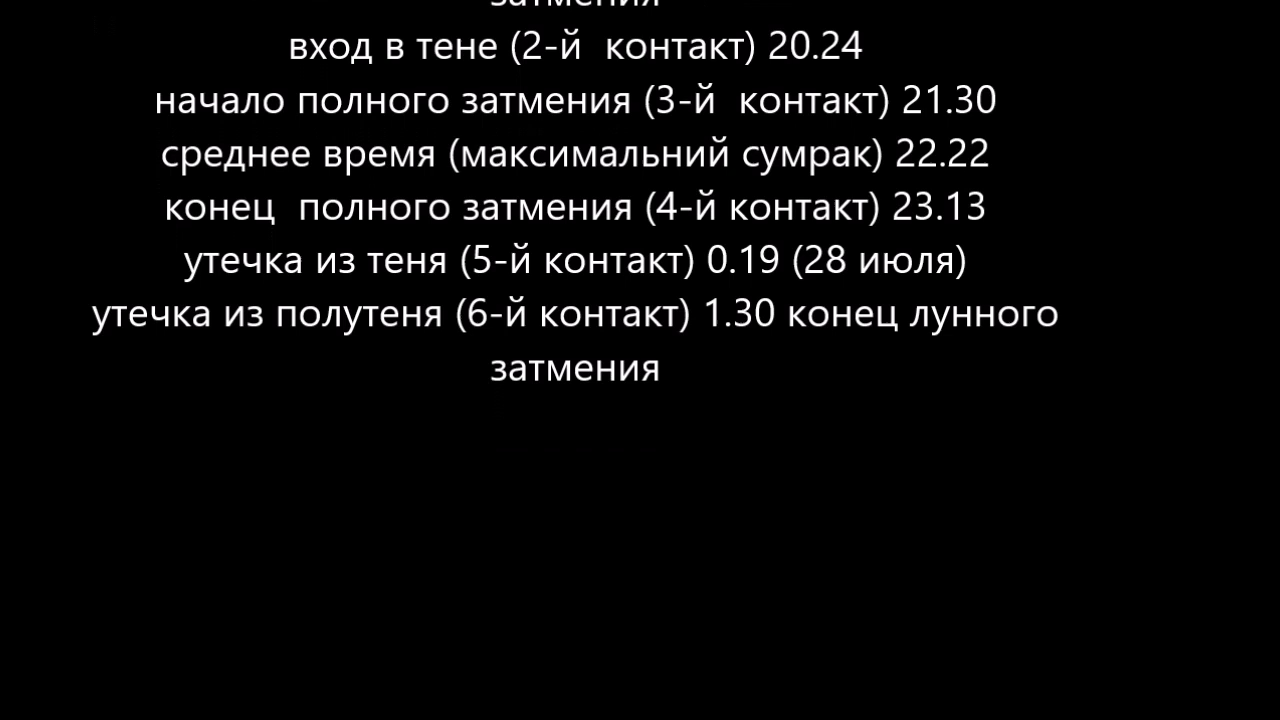 затмения
вход в тене (2-й контакт) 20.24
начало полного затмения (3-й контакт) 21.30
среднее время (максимальний сумрак) 22.22
конец полного затмения (4-й контакт) 23.13
утечка из теня (5-й контакт) 0.19 (28 июля)
утечка из полутеня (6-й контакт) 1.30 конец лунного
затмения